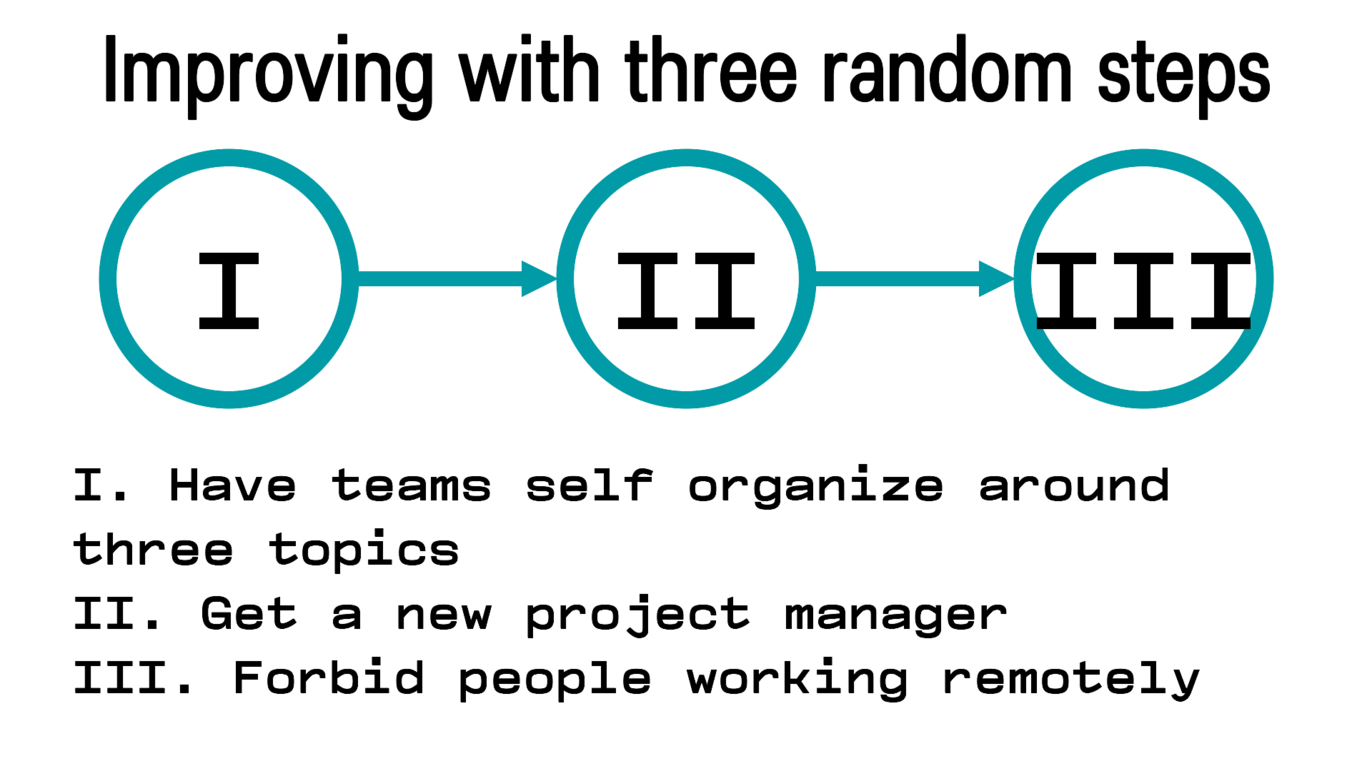 Improving with three random steps
I
II
III
I. Have teams self organize around
three topics
II. Get a new project manager
III. Forbid people working remotely